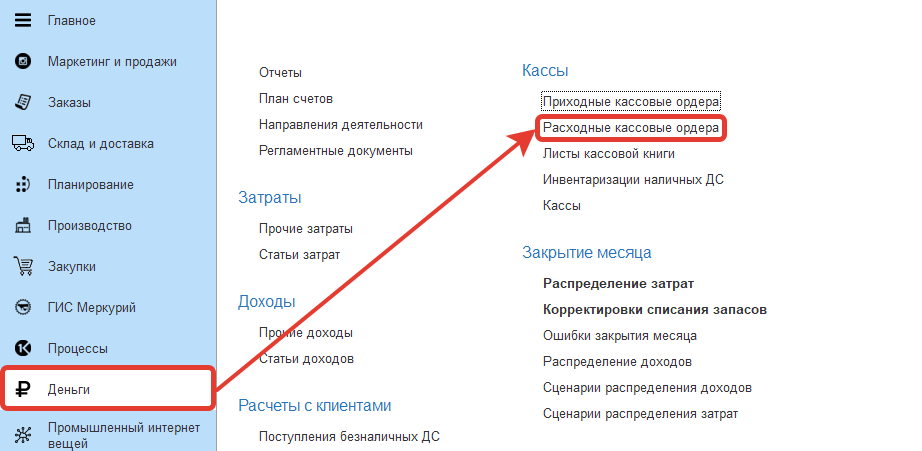 Главное
Маркетинг и продажи
Заказы
Склад и доставка
Планирование
Производство
Закупки
ГИС Меркурий
Процессы
Деньги
Промышленный интернет
вещей
Отчеты
План счетов
Направления деятельности
Регламентные документы
Затраты
Прочие затраты
Статьи затрат
Доходы
Прочие доходы
Статьи доходов
Расчеты с клиентами
Поступления безналичных ДС
Кассы
Приходные кассовые ордера
Расходные кассовые ордера
Листы кассовой книги
Инвентаризации наличных ДС
Кассы
Закрытие месяца
Распределение затрат
Корректировки списания запасов
Ошибки закрытия месяца
Распределение доходов
Сценарии распределения доходов
Сценарии распределения затрат